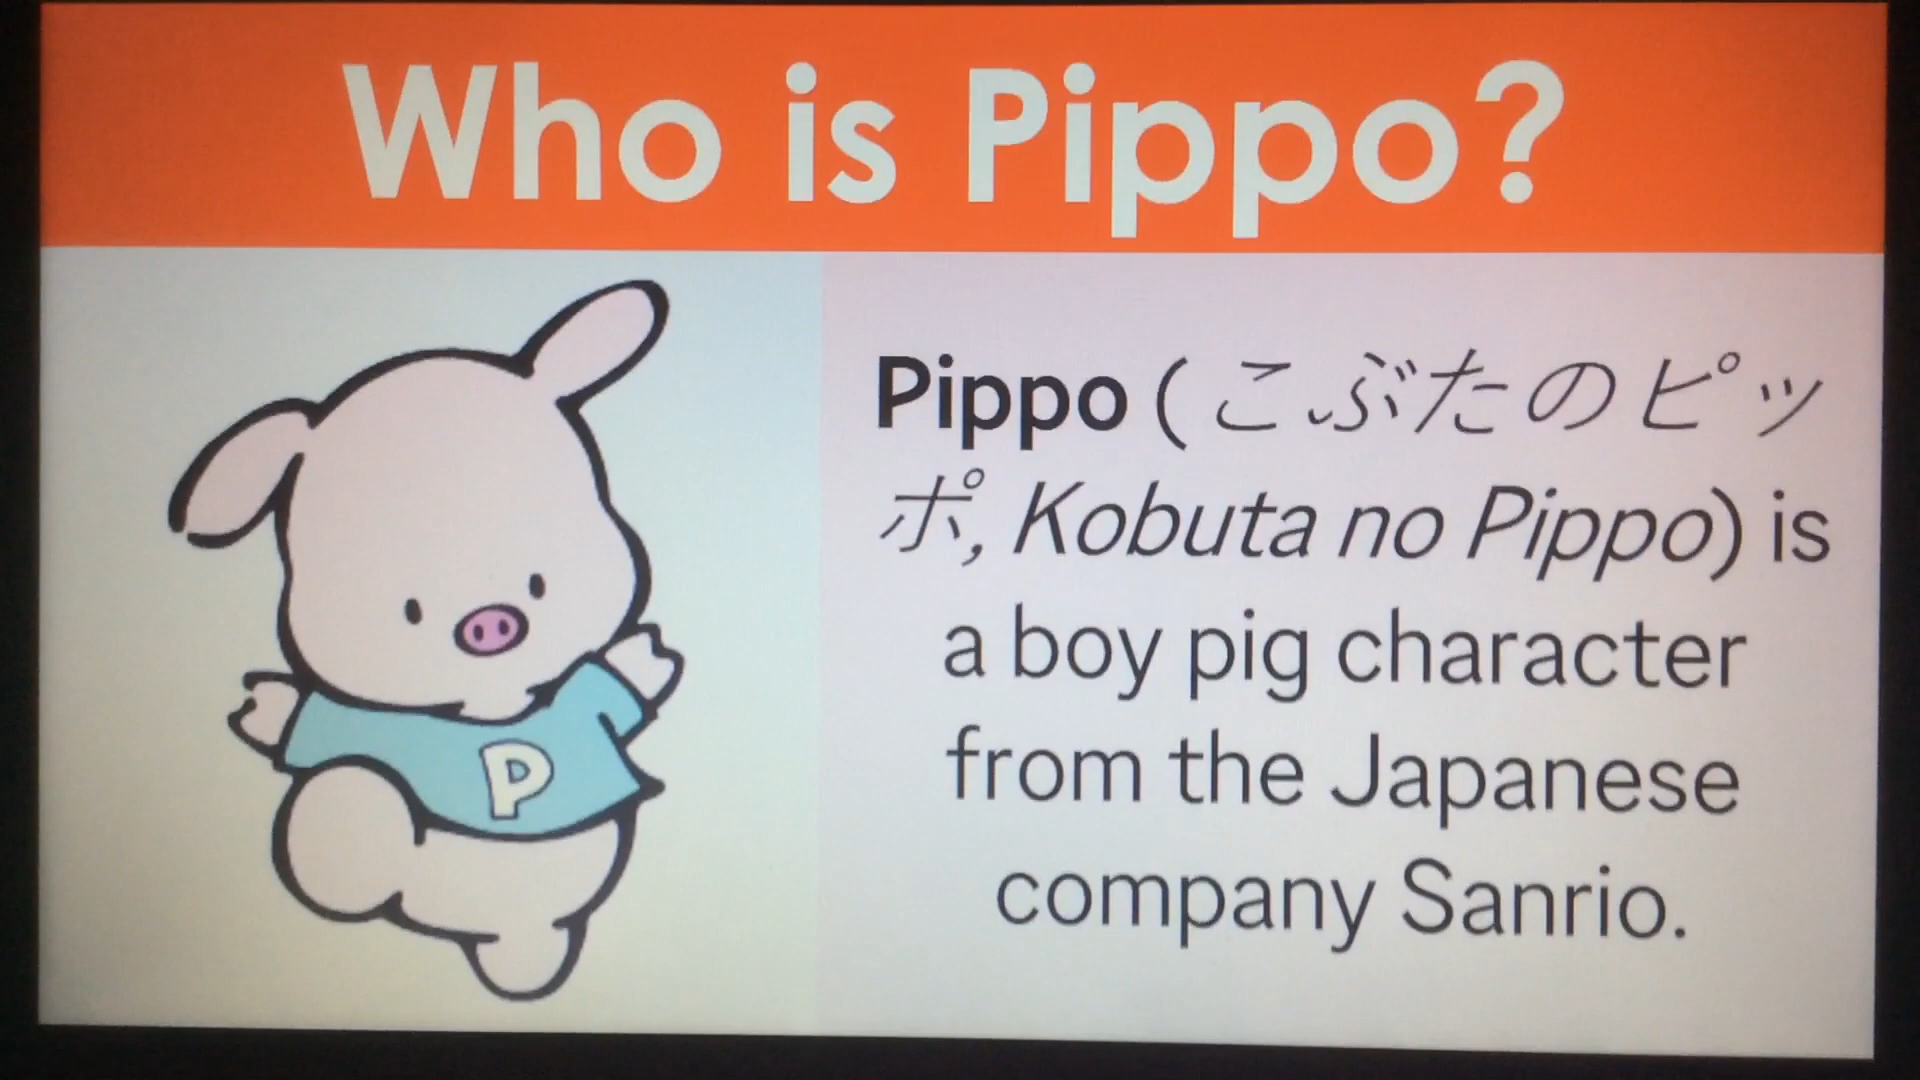 Who is Pippo?
P
Pippo (こぶたのピッ
ポ, Kobuta no Pippo) is
a boy pig character
from the Japanese
company Sanrio.